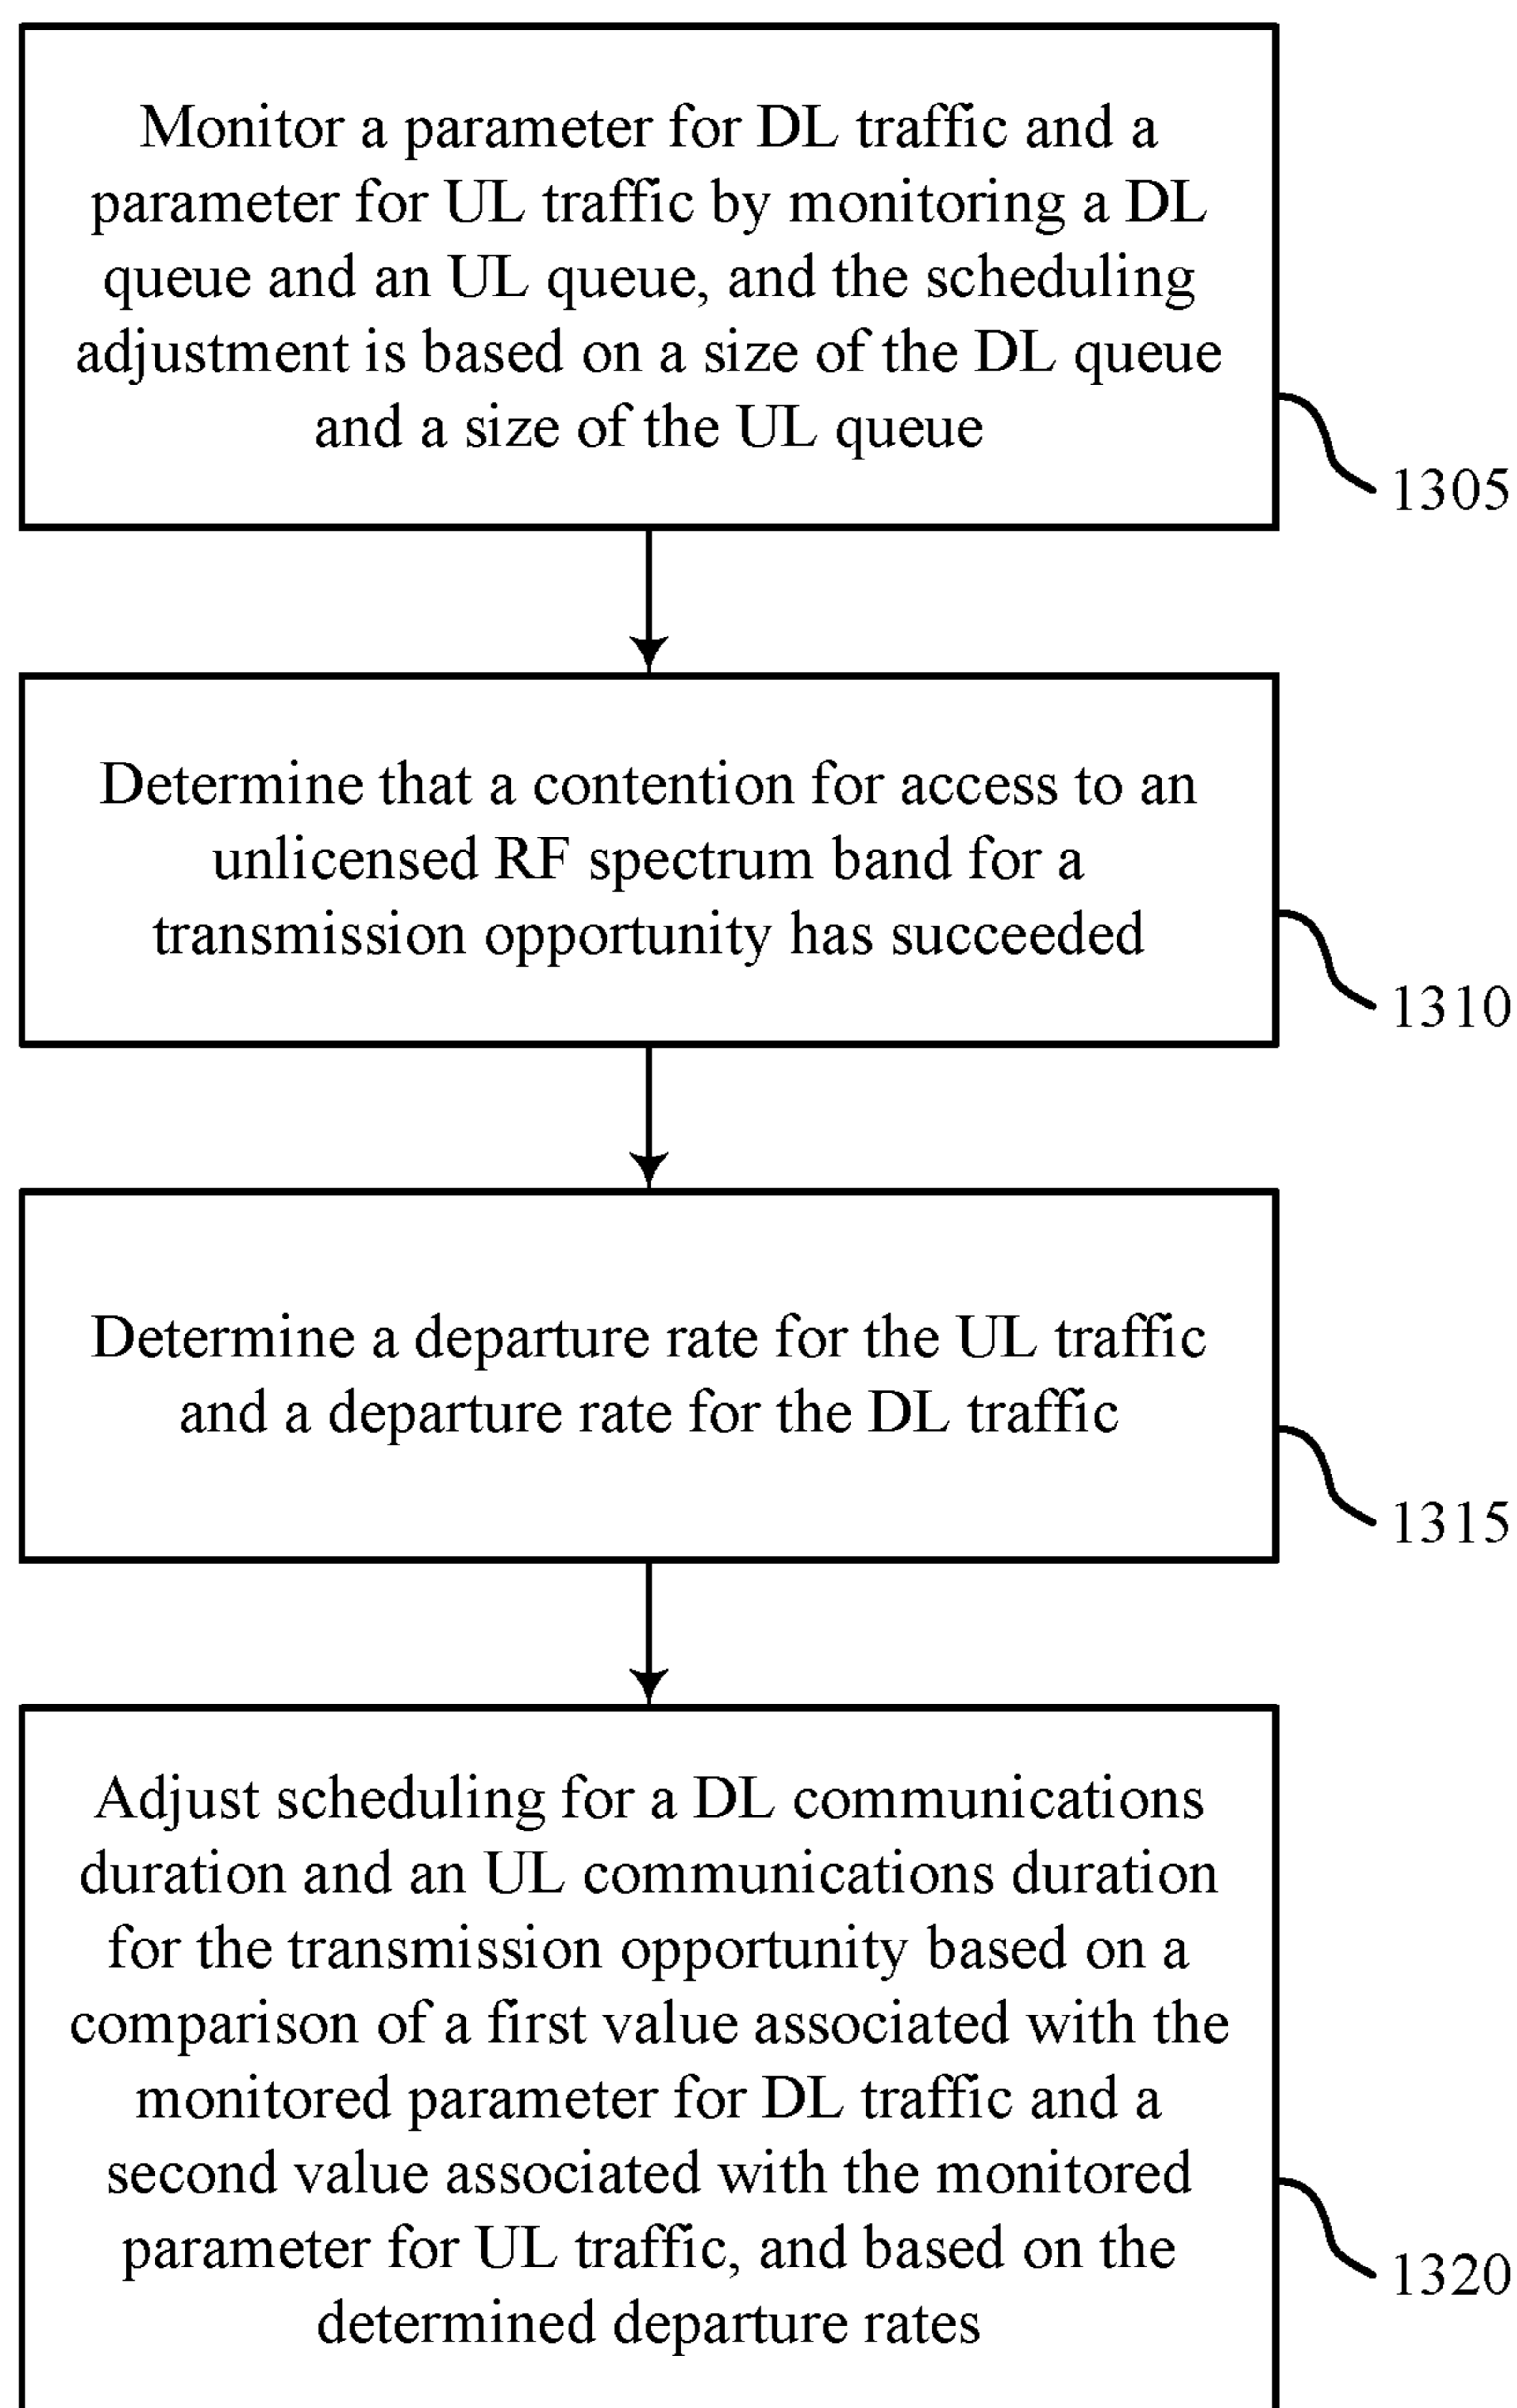 Monitor a parameter for DL traffic and a
parameter for UL traffic by monitoring a DL
queue and an UL queue, and the scheduling
adjustment is based on a size of the DL queue
and a size of the UL queue
1305
Determine that a contention for access to an
unlicensed RF spectrum band for a
transmission opportunity has succeeded
1310
Determine a departure rate for the UL traffic
and a departure rate for the DL traffic
1315
Adjust scheduling for a DL communications
duration and an UL communications duration
for the transmission opportunity based on a
comparison of a first value associated with the
monitored parameter for DL traffic and a
second value associated with the monitored
parameter for UL traffic, and based on the
determined departure rates
1320